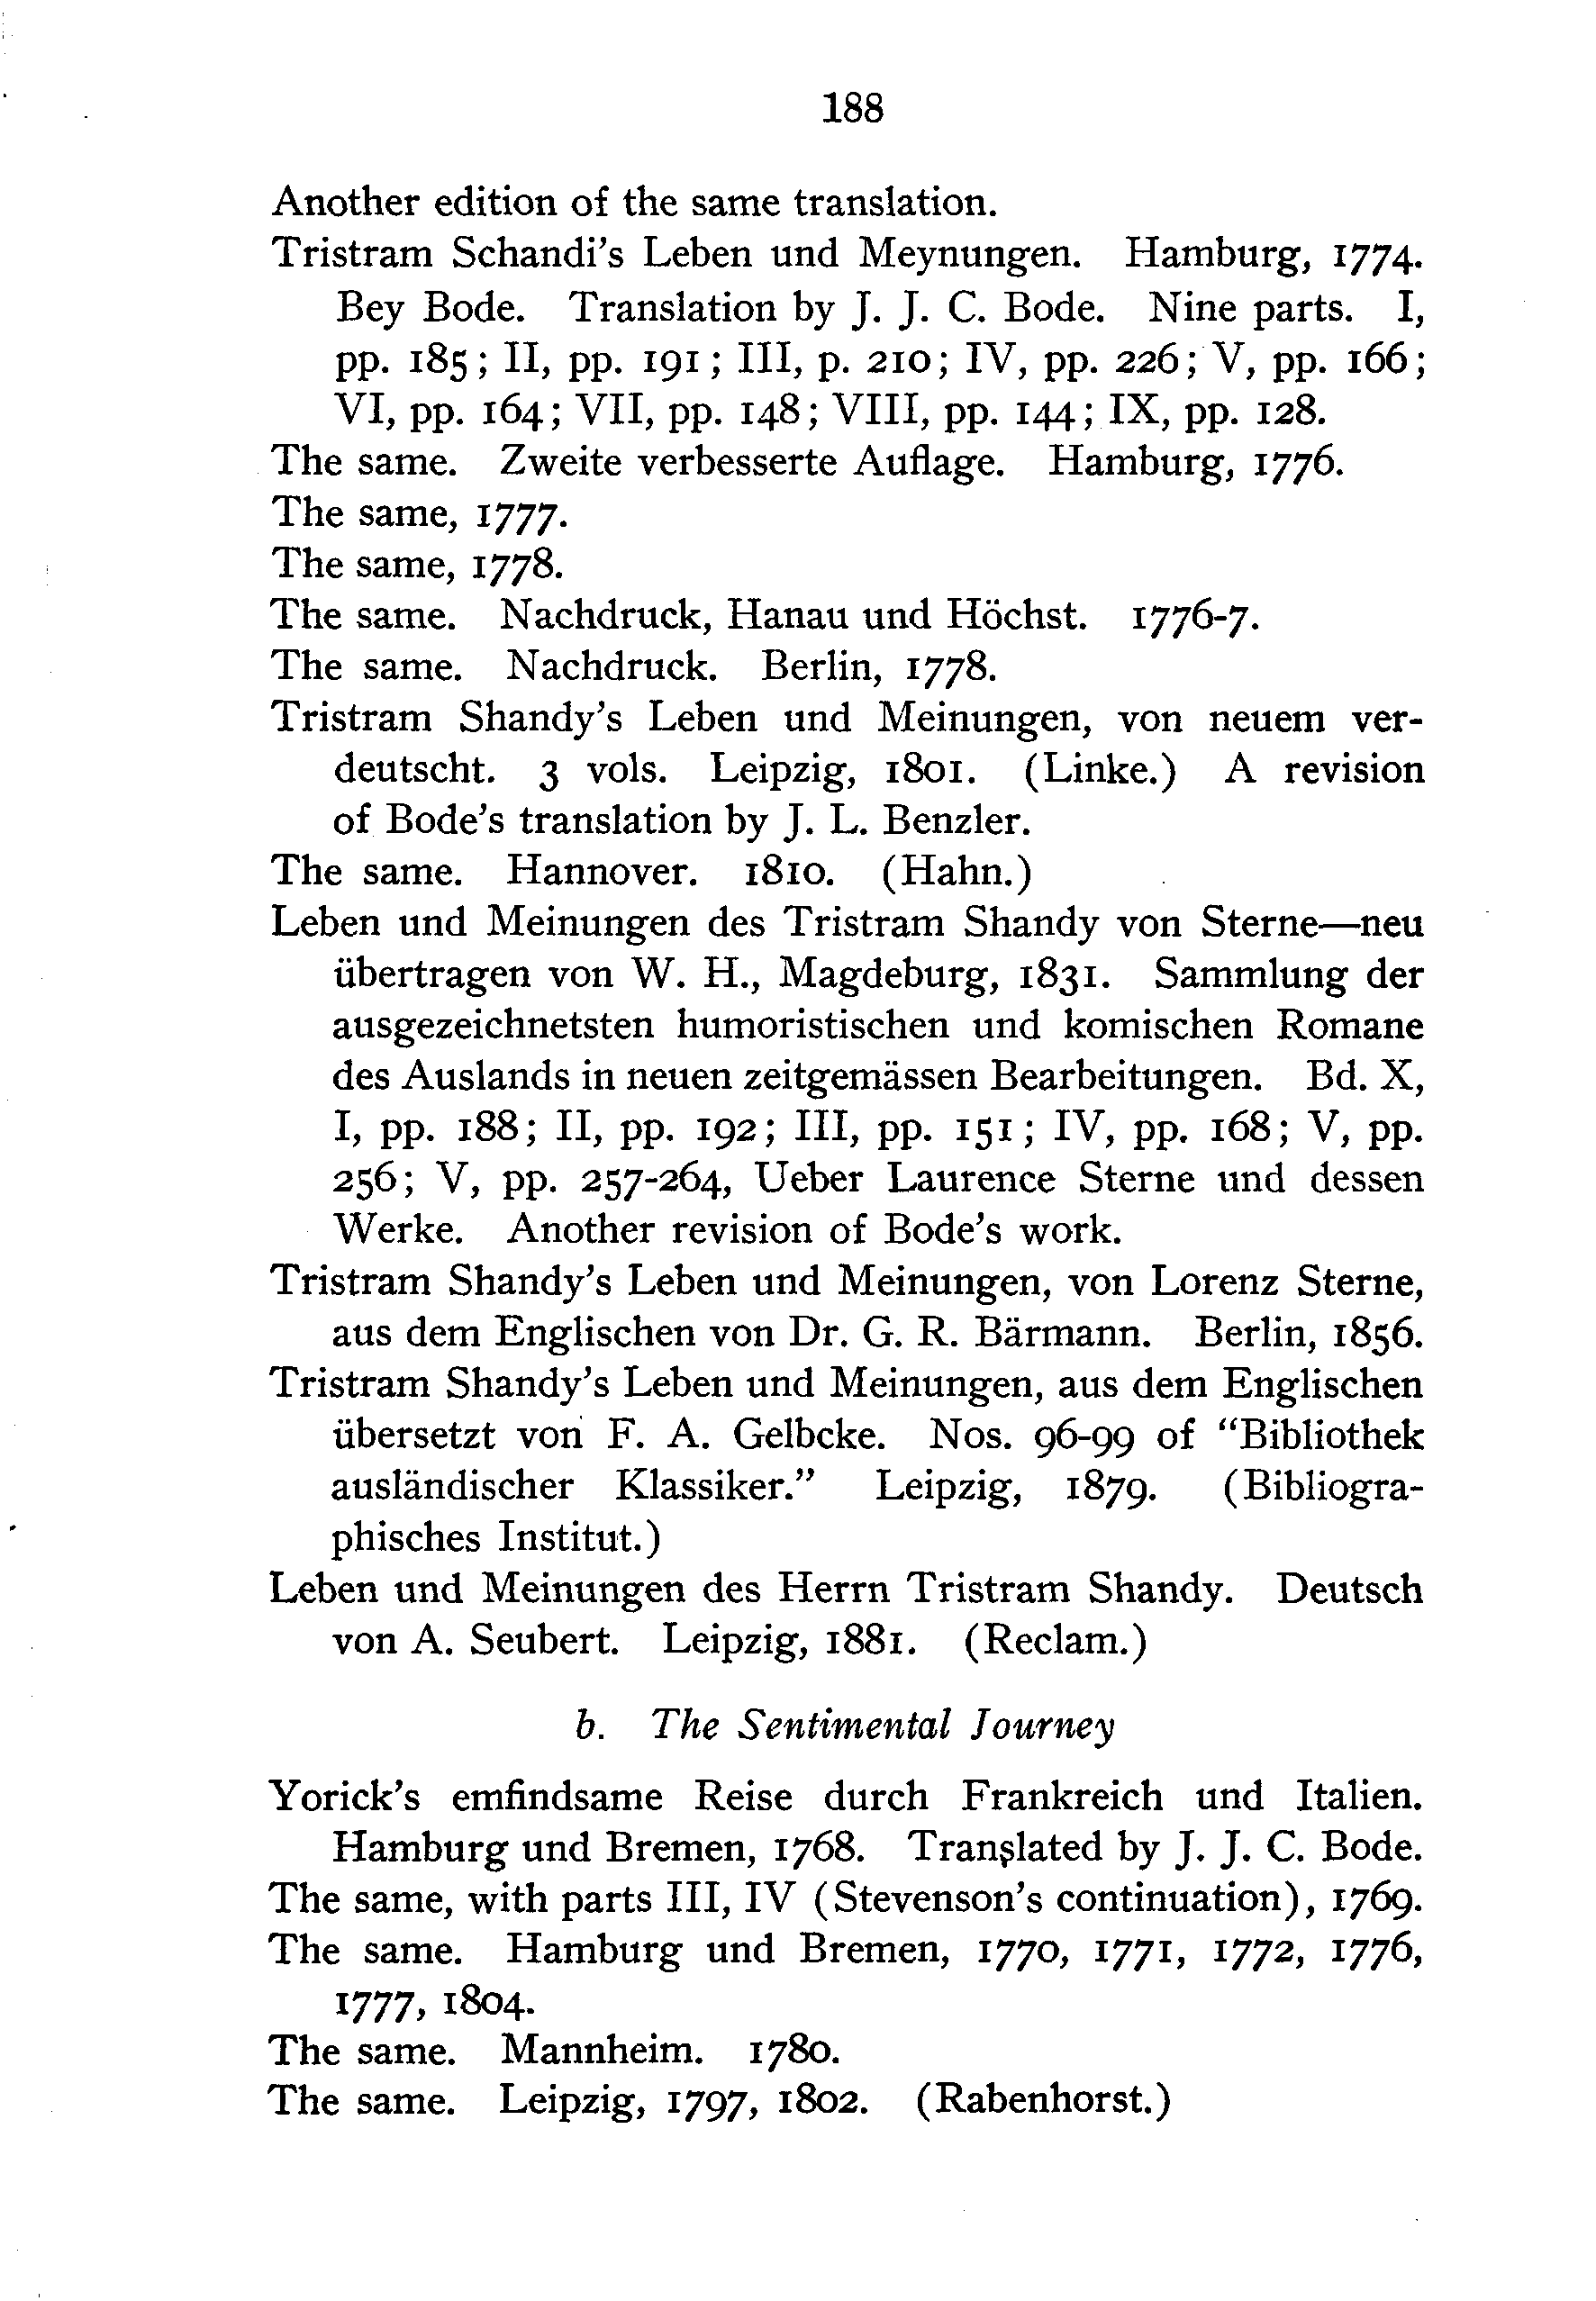 188
Another edition of the same translation.
Tristram Schandi's Leben und Meynungen. Hamburg, 1774.
Bey Bode. Translation by J. J. C. Bode. Nine parts. I,
pp. 185; II, pp. 191; III, p. 210; IV, pp. 226; V, pp. 166;
VI, pp. 164; VII, pp. 148; VIII, pp. 144; IX, pp. 128.
The same. Zweite verbesserte Auflage. Hamburg, 1776.
The same, 1777.
The same, 1778.
The same. Nachdruck, Hanau und Höchst. 1776-7.
The same. Nachdruck. Berlin, 1778.
Tristram Shandy's Leben und Meinungen, von neuem ver-
deutscht. 3 vols. Leipzig, 1801. (Linke.) A revision
of Bode's translation by J. L. Benzler.
The same. Hannover. 1810. (Hahn.)
Leben und Meinungen des Tristram Shandy von Sterne—neu
übertragen von W. H., Magdeburg, 1831. Sammlung der
ausgezeichnetsten humoristischen und komischen Romane
des Auslands in neuen zeitgemässen Bearbeitungen. Bd. X,
I, pp. 188; II, pp. 192; III, pp. 151; IV, pp. 168; V, pp.
256; V, pp. 257-264, Ueber Laurence Sterne und dessen
Werke. Another revision of Bode's work.
Tristram Shandy's Leben und Meinungen, von Lorenz Sterne,
aus dem Englischen von Dr. G. R. Bärmann. Berlin, 1856.
Tristram Shandy's Leben und Meinungen, aus dem Englischen
übersetzt von F. A. Gelbcke. Nos. 96-99 of "Bibliothek
ausländischer Klassiker." Leipzig, 1879. (Bibliogra-
phisches Institut.)
Leben und Meinungen des Herrn Tristram Shandy. Deutsch
von A. Seubert. Leipzig, 1881. (Reclam.)
b. The Sentimental Journey
Yorick's emfindsame Reise durch Frankreich und Italien.
Hamburg und Bremen, 1768. Translated by J. J. C. Bode.
The same, with parts III, IV (Stevenson's continuation), 1769.
The same. Hamburg und Bremen, 1770, 1771, 1772, 1776,
1777, 1804.
The same. Mannheim. 1780.
The same. Leipzig, 1797, 1802. (Rabenhorst.)